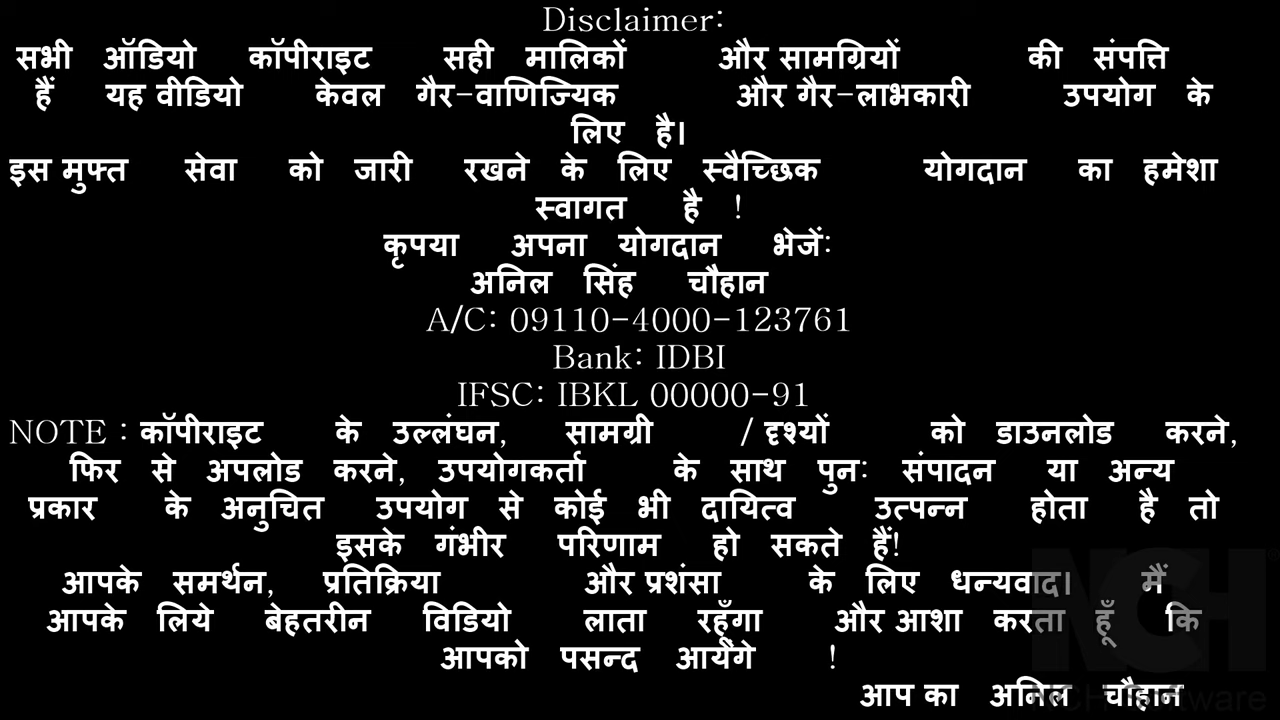 Disclaimer:
सभी ऑडियो कॉपीराइट सही मालिकों और सामग्रियों की संपत्ति
हैं यह वीडियो केवल गैर-वाणिज्यिक और गैर-लाभकारी उपयोग के
लिए है।
इस मुफ्त सेवा को जारी रखने के लिए स्वैच्छिक योगदान का हमेशा
स्वागत है !
कृपया अपना योगदान भेजें:
अनिल सिंह चौहान
A/C: 09110-4000-123761
Bank: IDBI
IFSC: IBKL 00000-91
NOTE : कॉपीराइट के उल्लंघन, सामग्री / दृश्यों को डाउनलोड करने,
फिर से अपलोड करने, उपयोगकर्ता के साथ पुन: संपादन या अन्य
प्रकार के अनुचित उपयोग से कोई भी दायित्व उत्पन्न होता है तो
इसके गंभीर परिणाम हो सकते हैं!
आपके समर्थन, प्रतिक्रिया और प्रशंसा के लिए धन्यवाद। मैं
आपके लिये बेहतरीन विडियो लाता रहूँगा और आशा करता हूँ कि
आपको पसन्द आयेंगे !
आप का अनिल चौहान
NCH
NCH Software